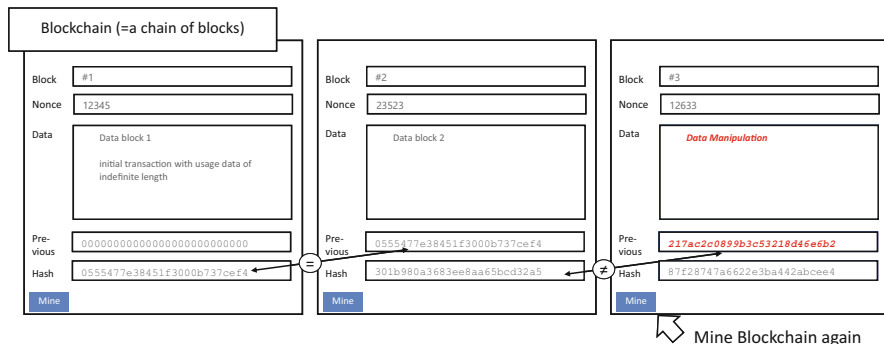 Blockchain (=a chain of blocks)
Block #1
Nonce 12345
Data
Data block 1
initial transaction with usage data of
indefinite length
Pre-
vious
0000000000000000000000000
Hash 0555477e38451f3000b737cef4
Mine
=
Block #2
Nonce 23523
Data
Data block 2
Pre-
vious
0555477e38451f3000b737cef4
Hash 301b980a3683ee8aa65bcd32a5
Mine
≠
Block #3
Nonce 12633
Data
Data Manipulation
Pre-
vious
217ac2c0899b3c53218d46e6b2
Hash 87f28747a6622e3ba442abcee4
Mine
Mine Blockchain again